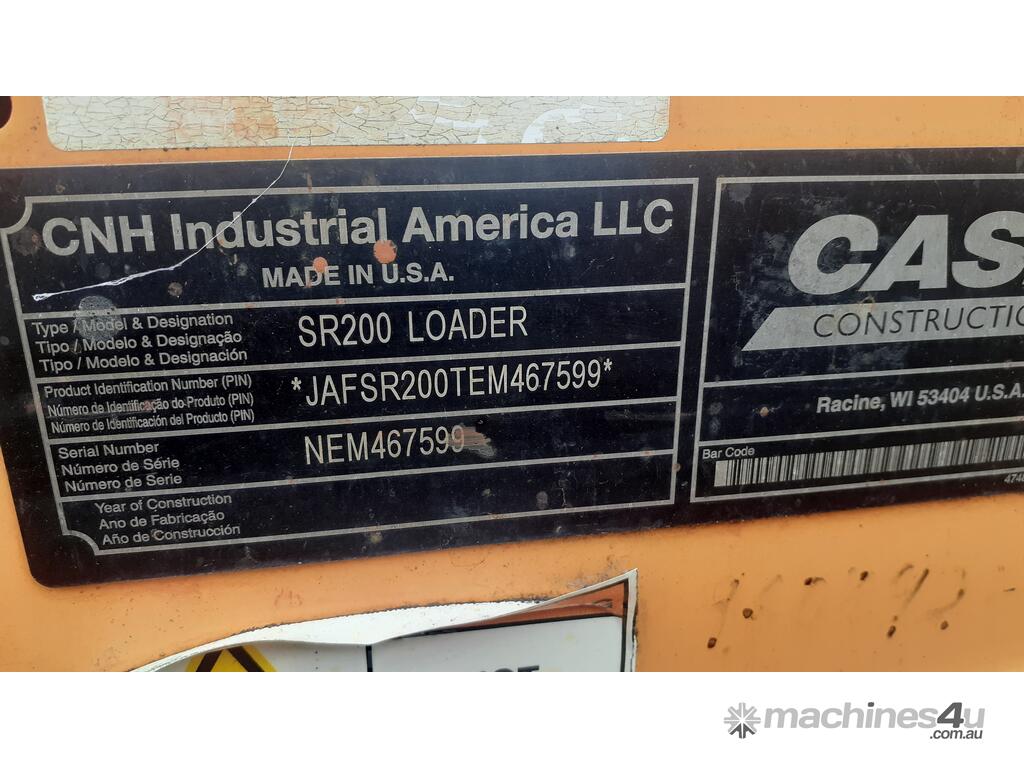 CNH Industrial America LLC
MADE IN U.S.A.
Type / Model & Designation
Tipo / Modelo & Designação
Tipo / Modelo & Designación
SR200 LOADER
Product Identification Number (PIN)
Número de Identificação do Produto (PIN)
Número de Identificación del Producto (PIN)
*JAFSR200TEM467599*
Serial Number
Número de Série
Número de Serie
NEM467599
Year of Construction
Ano de Fabricação
Año de Construcción
CAS
CONSTRUCTIO
Racine, WI 53404 U.S.A.
Bar Code
machines4u
.com.au